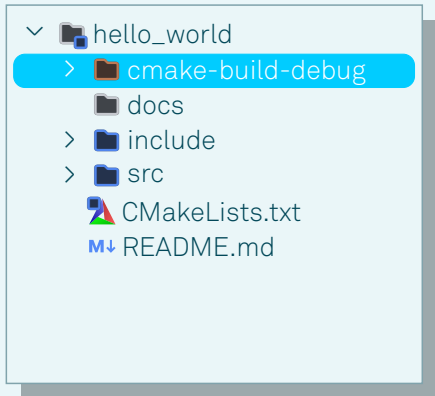 hello_world
cmake-build-debug
docs
include
src
CMakeLists.txt
M↓ README.md